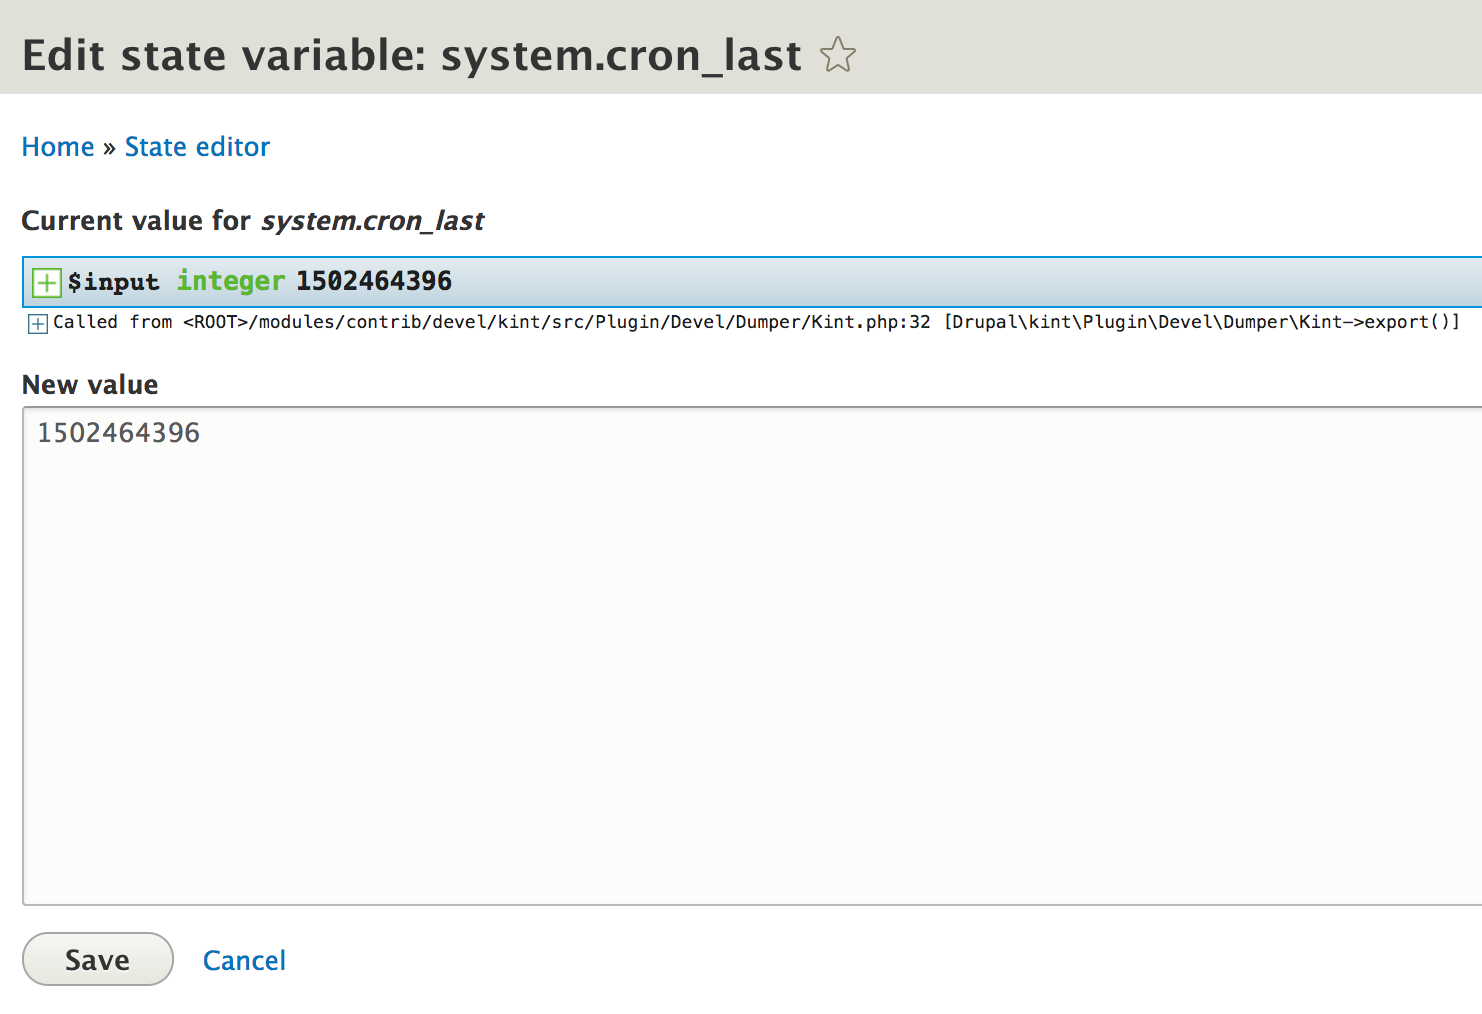 Edit state variable: system.cron_last
Home » State editor
Current value for system.cron_last
$input integer 1502464396
Called from <ROOT>/modules/contrib/devel/kint/src/Plugin/Devel/Dumper/Kint.php:32 [Drupal\kint\Plugin\Devel\Dumper\Kint->export()]
New value
1502464396
Save Cancel